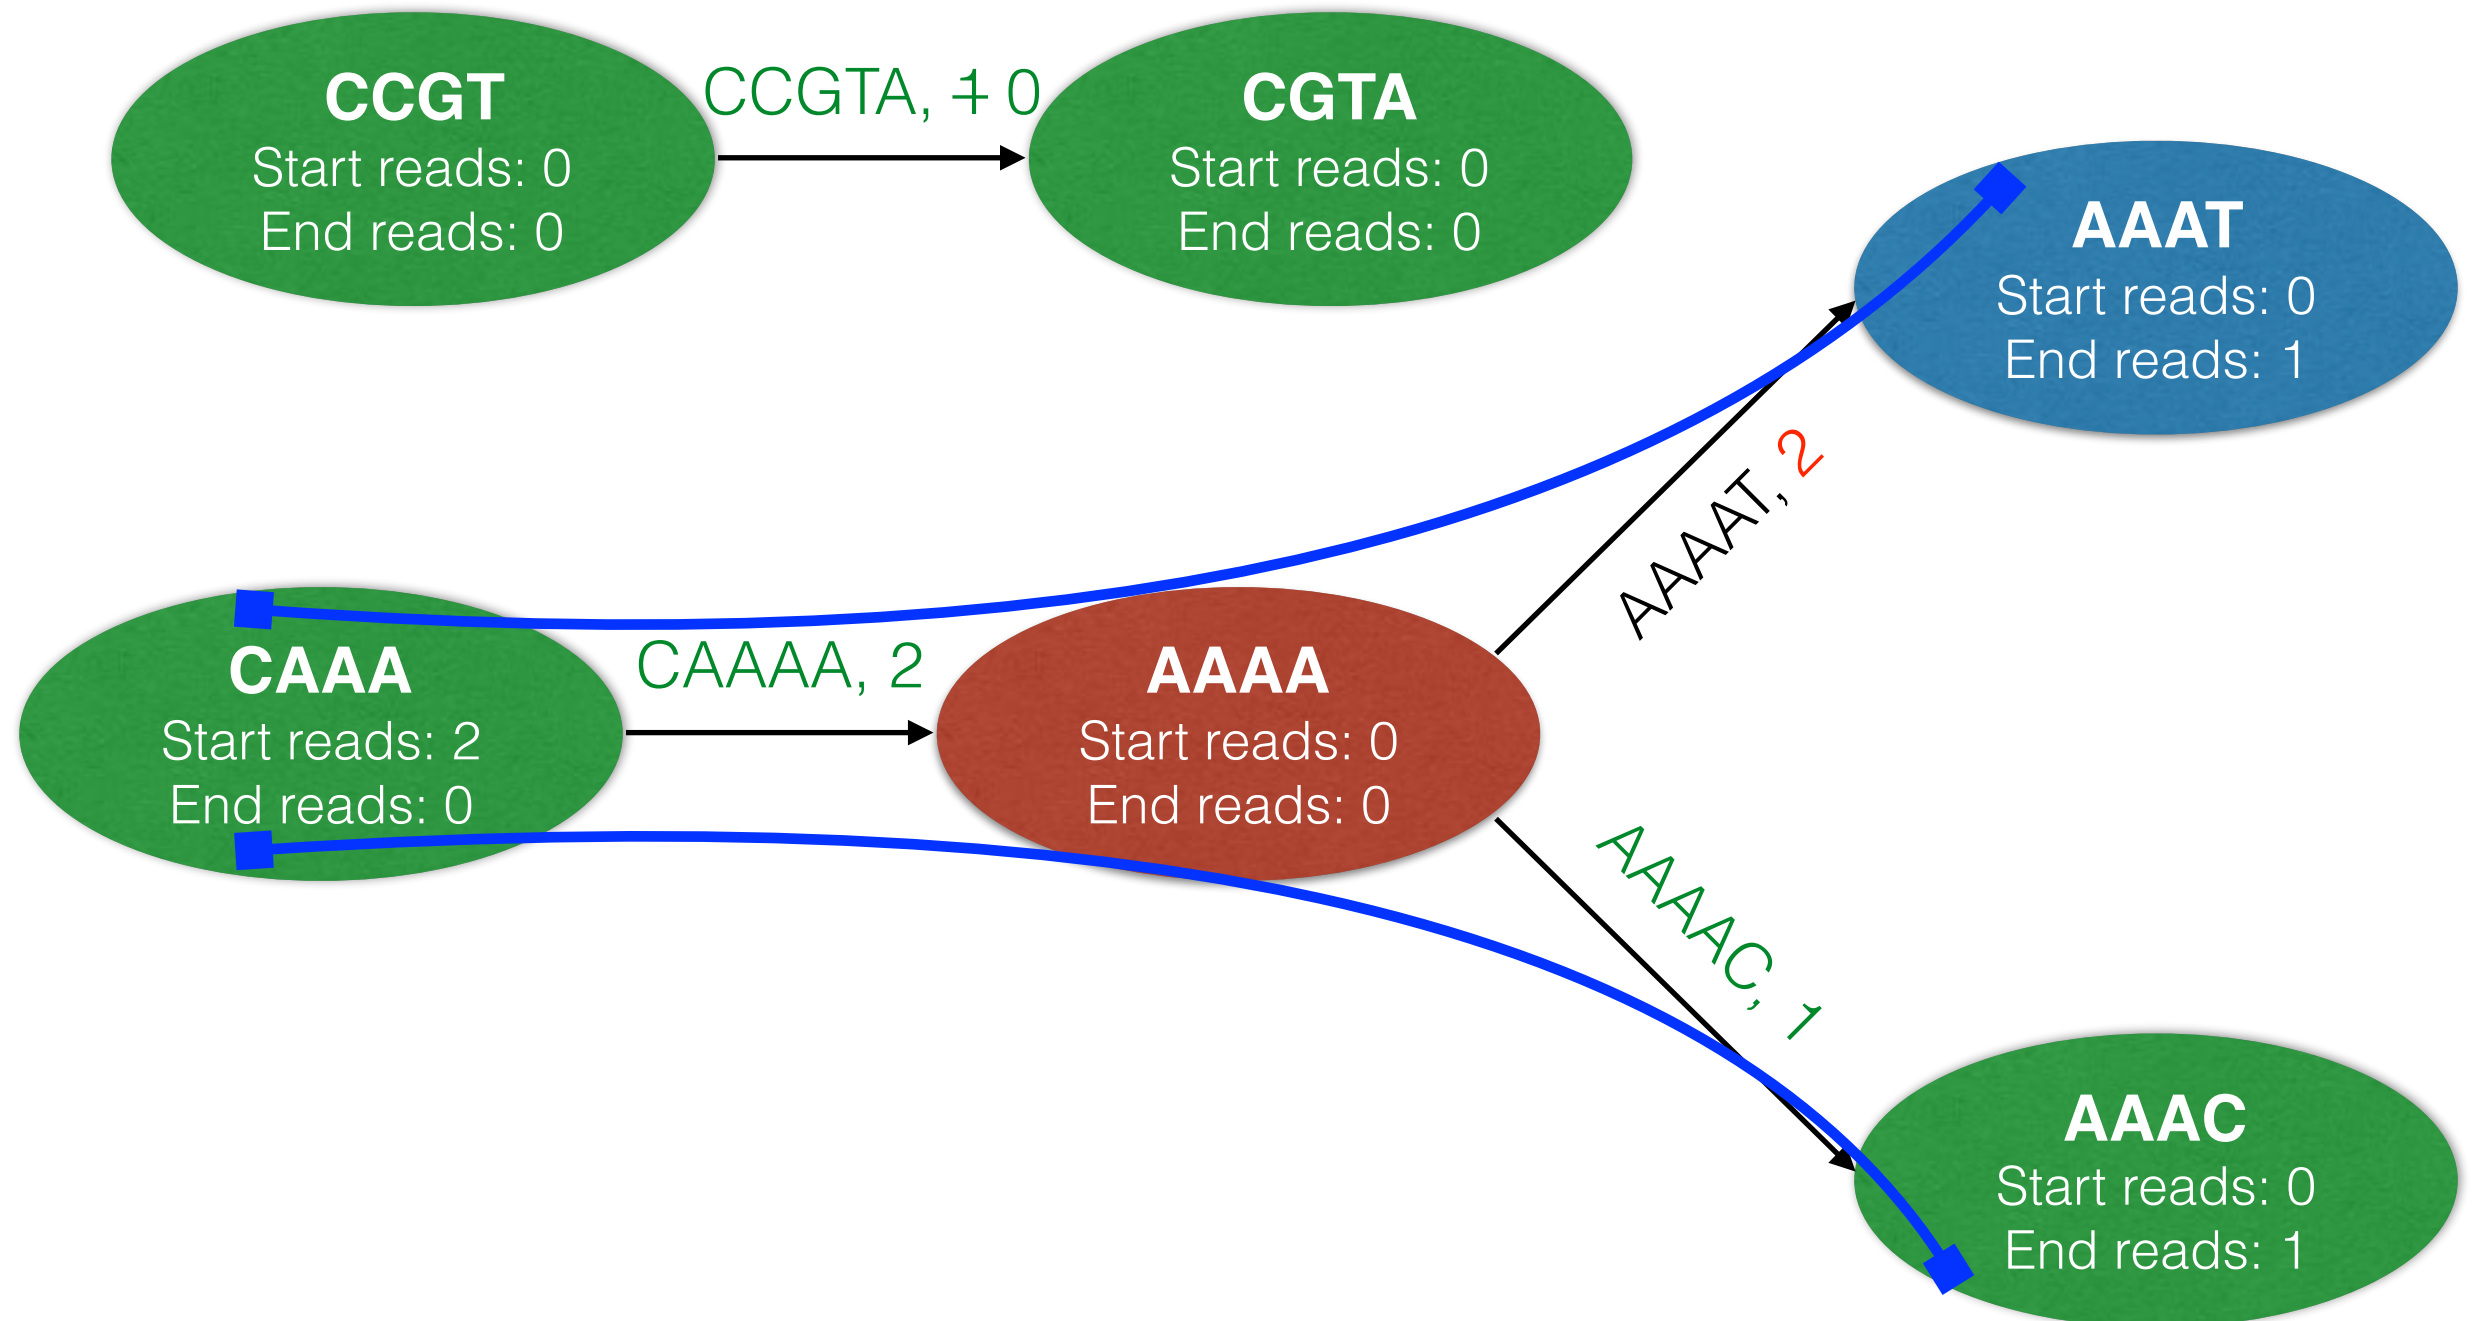 CCGT
Start reads: 0
End reads: 0
CCGTA, 1 0
CGTA
Start reads: 0
End reads: 0
AAAT
Start reads: 0
End reads: 1
AAAAT, 2
CAAA
Start reads: 2
End reads: 0
CAAAA, 2
AAAA
Start reads: 0
End reads: 0
AAAAC, 1
AAAC
Start reads: 0
End reads: 1